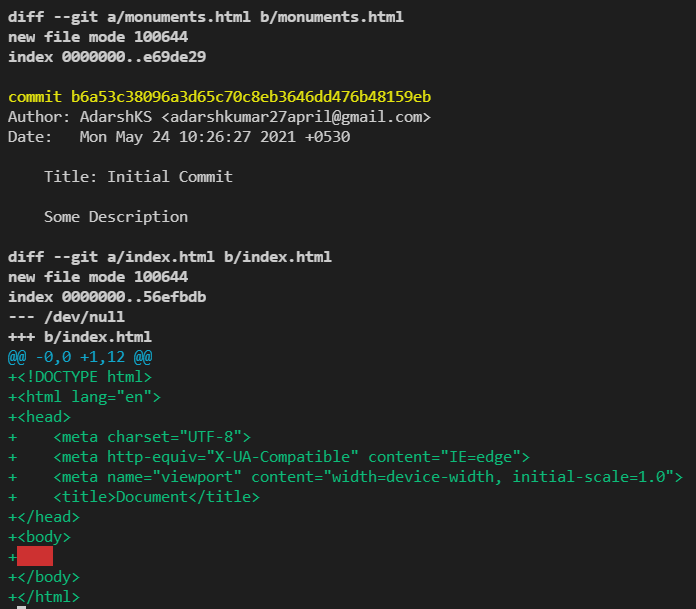 diff --git a/monuments.html b/monuments.html
new file mode 100644
index 0000000..e69de29
commit b6a53c38096a3d65c70c8eb3646dd476b48159eb
Author: AdarshKS <adarshkumar27april@gmail.com>
Date:   Mon May 24 10:26:27 2021 +0530
    Title: Initial Commit
    Some Description
diff --git a/index.html b/index.html
new file mode 100644
index 0000000..56efbdb
--- /dev/null
+++ b/index.html
@@ -0,0 +1,12 @@
+<!DOCTYPE html>
+<html lang="en">
+<head>
+    <meta charset="UTF-8">
+    <meta http-equiv="X-UA-Compatible" content="IE=edge">
+    <meta name="viewport" content="width=device-width, initial-scale=1.0">
+    <title>Document</title>
+</head>
+<body>
+
+</body>
+</html>